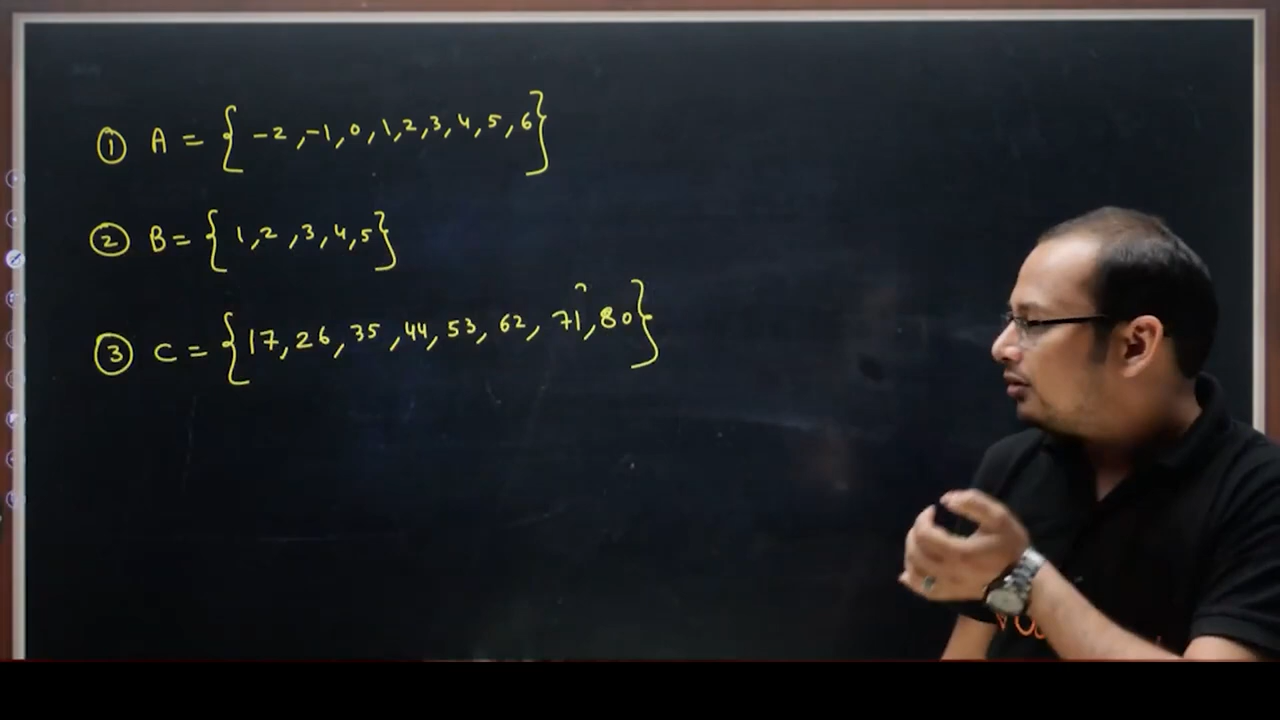 ① A = { -2, -1, 0, 1, 2, 3, 4, 5, 6}
② B = { 1, 2, 3, 4, 5}
③ C = {17, 26, 35, 44, 53, 62, 71, 80}